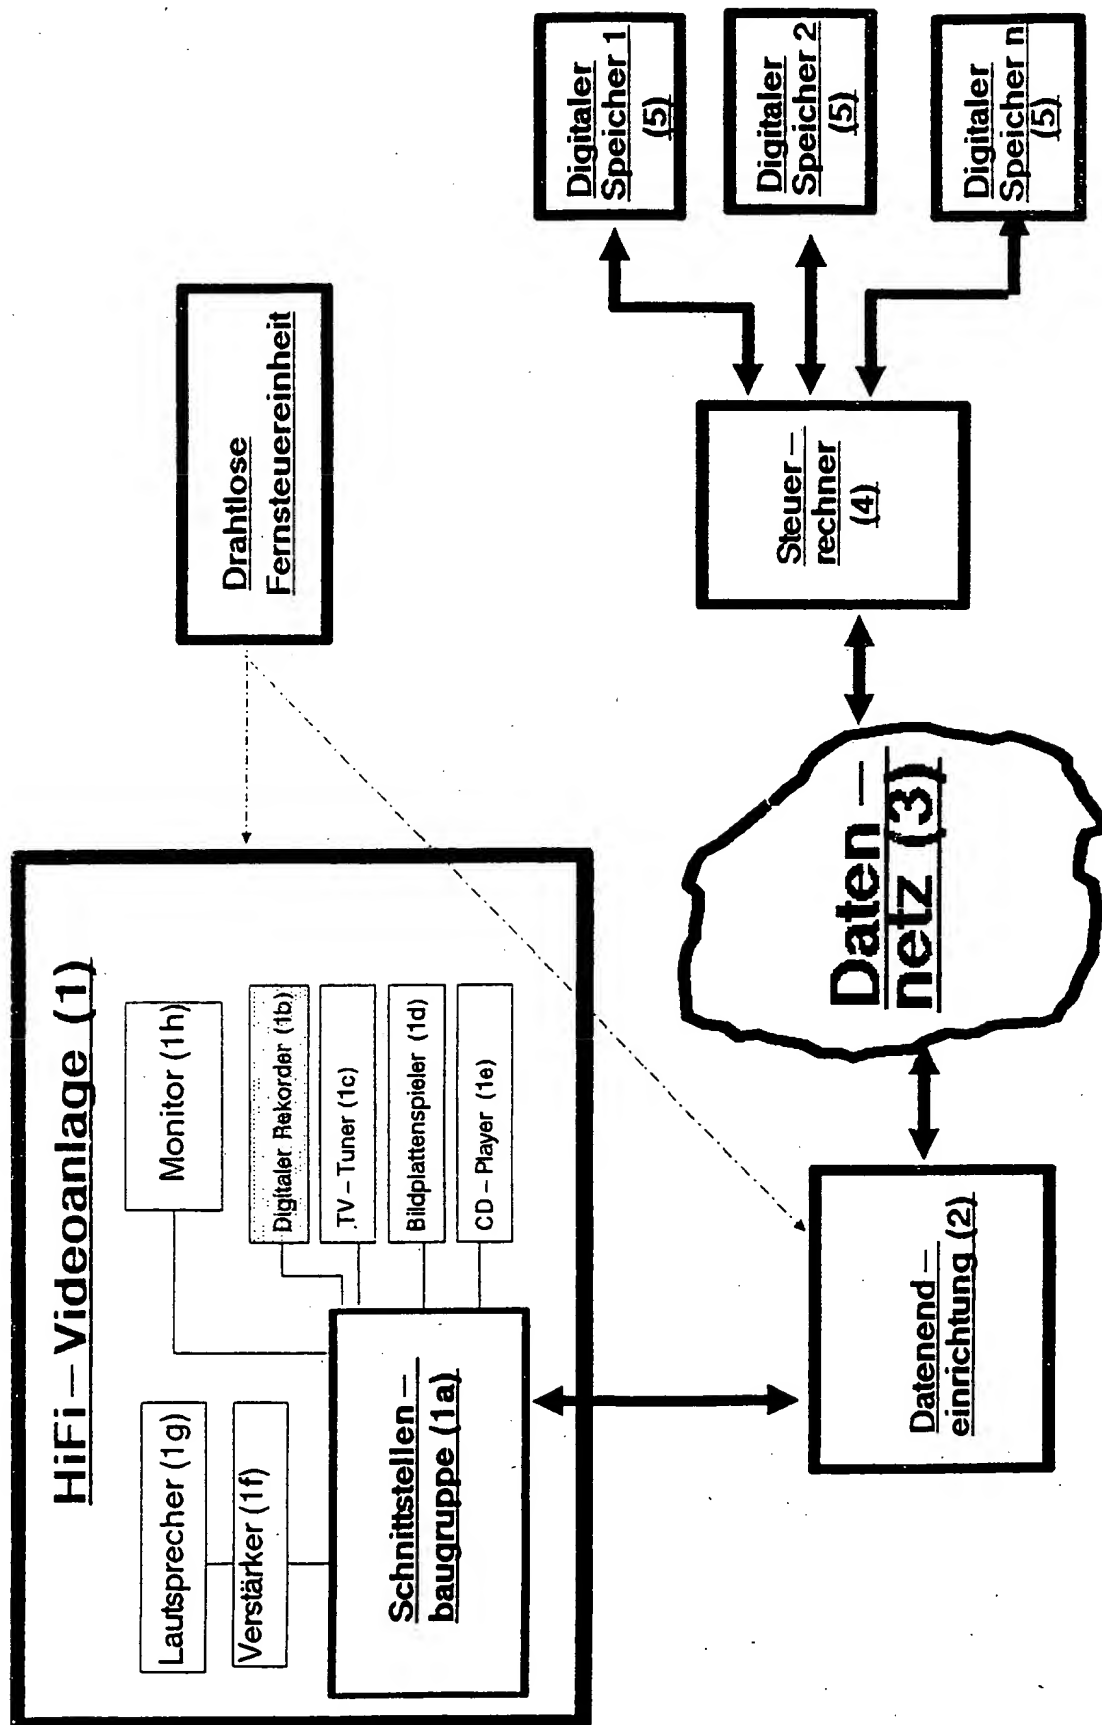 HiFi – Videoanlage (1)
Lautsprecher (1g)
Verstärker (1f)
Monitor (1h)
Digitaler Rekorder (1b)
TV – Tuner (1c)
Bildplattenspieler (1d)
CD – Player (1e)
Schnittstellen –
baugruppe (1a)
Drahtlose
Fernsteuereinheit
Datenend –
einrichtung (2)
Daten –
netz (3)
Steuer –
rechner
(4)
Digitaler
Speicher 1
(5)
Digitaler
Speicher 2
(5)
Digitaler
Speicher n
(5)